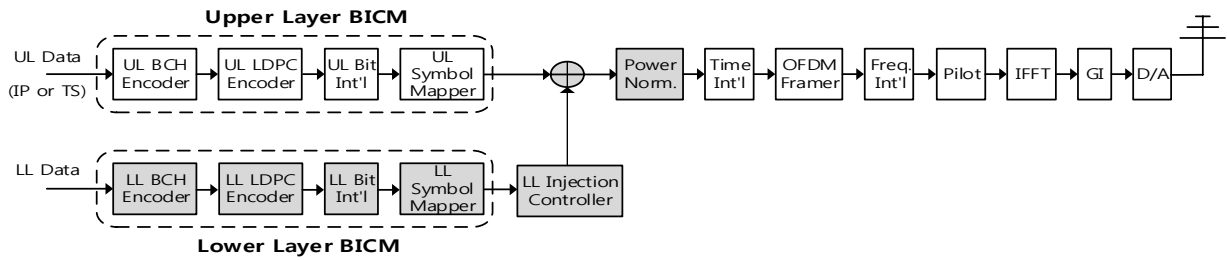 Upper Layer BICM
UL Data
(IP or TS)
UL BCH
Encoder
UL LDPC
Encoder
UL Bit
Int'l
UL
Symbol
Mapper
Power
Norm.
Time
Int'l
OFDM
Framer
Freq.
Int'l
Pilot
IFFT
GI
D/A
LL Data
LL BCH
Encoder
LL LDPC
Encoder
LL Bit
Int'l
LL
Symbol
Mapper
LL Injection
Controller
Lower Layer BICM